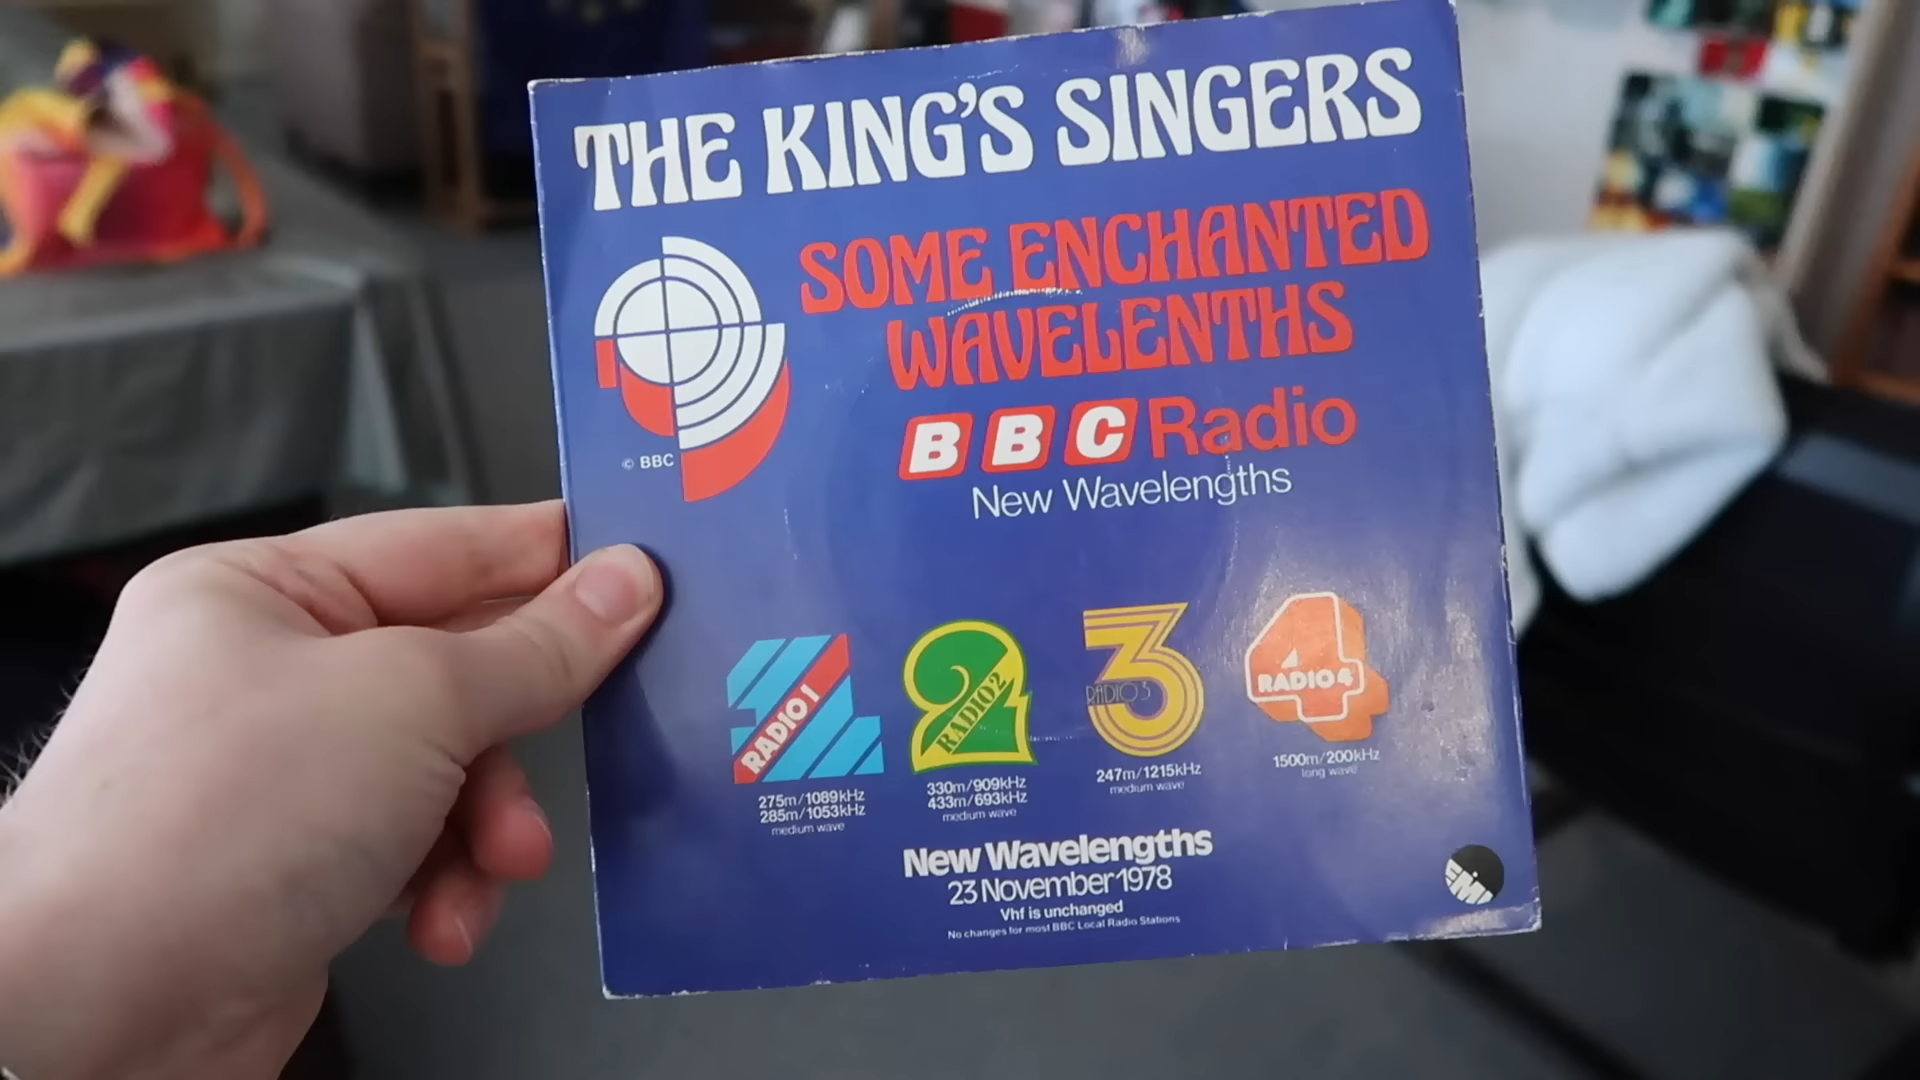 THE KING'S SINGERS
SOME ENCHANTED
WAVELENTHS
BBC Radio
New Wavelengths
© BBC
RADIO 1
RADIO 2
RADIO 3
RADIO 4
275m/1089kHz
285m/1053kHz
medium wave
330m/909kHz
433m/693kHz
medium wave
247m/1215kHz
medium wave
1500m/200kHz
long wave
New Wavelengths
23 November 1978
Vhf is unchanged
No changes for most BBC Local Radio Stations
EMI